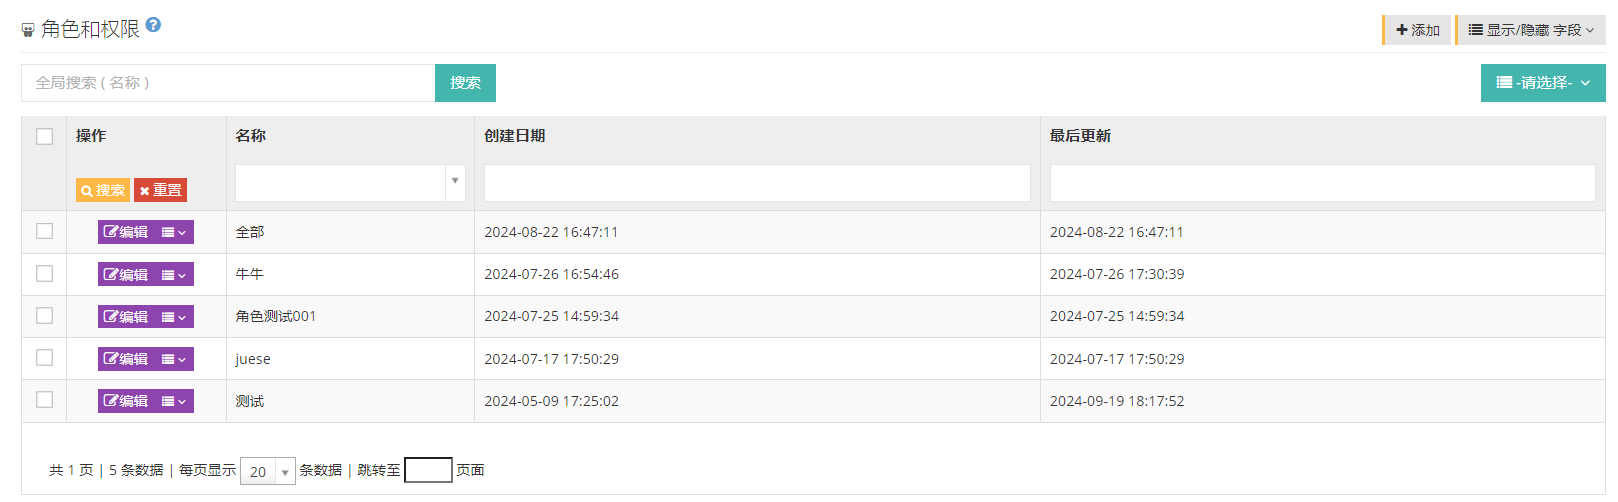 角色和权限
添加 显示/隐藏 字段
全局搜索 ( 名称 ) 搜索 -请选择-
操作 名称 创建日期 最后更新
搜索 重置
编辑 全部 2024-08-22 16:47:11 2024-08-22 16:47:11
编辑 牛牛 2024-07-26 16:54:46 2024-07-26 17:30:39
编辑 角色测试001 2024-07-25 14:59:34 2024-07-25 14:59:34
编辑 juese 2024-07-17 17:50:29 2024-07-17 17:50:29
编辑 测试 2024-05-09 17:25:02 2024-09-19 18:17:52
共 1 页 | 5 条数据 | 每页显示 20 条数据 | 跳转至 页面